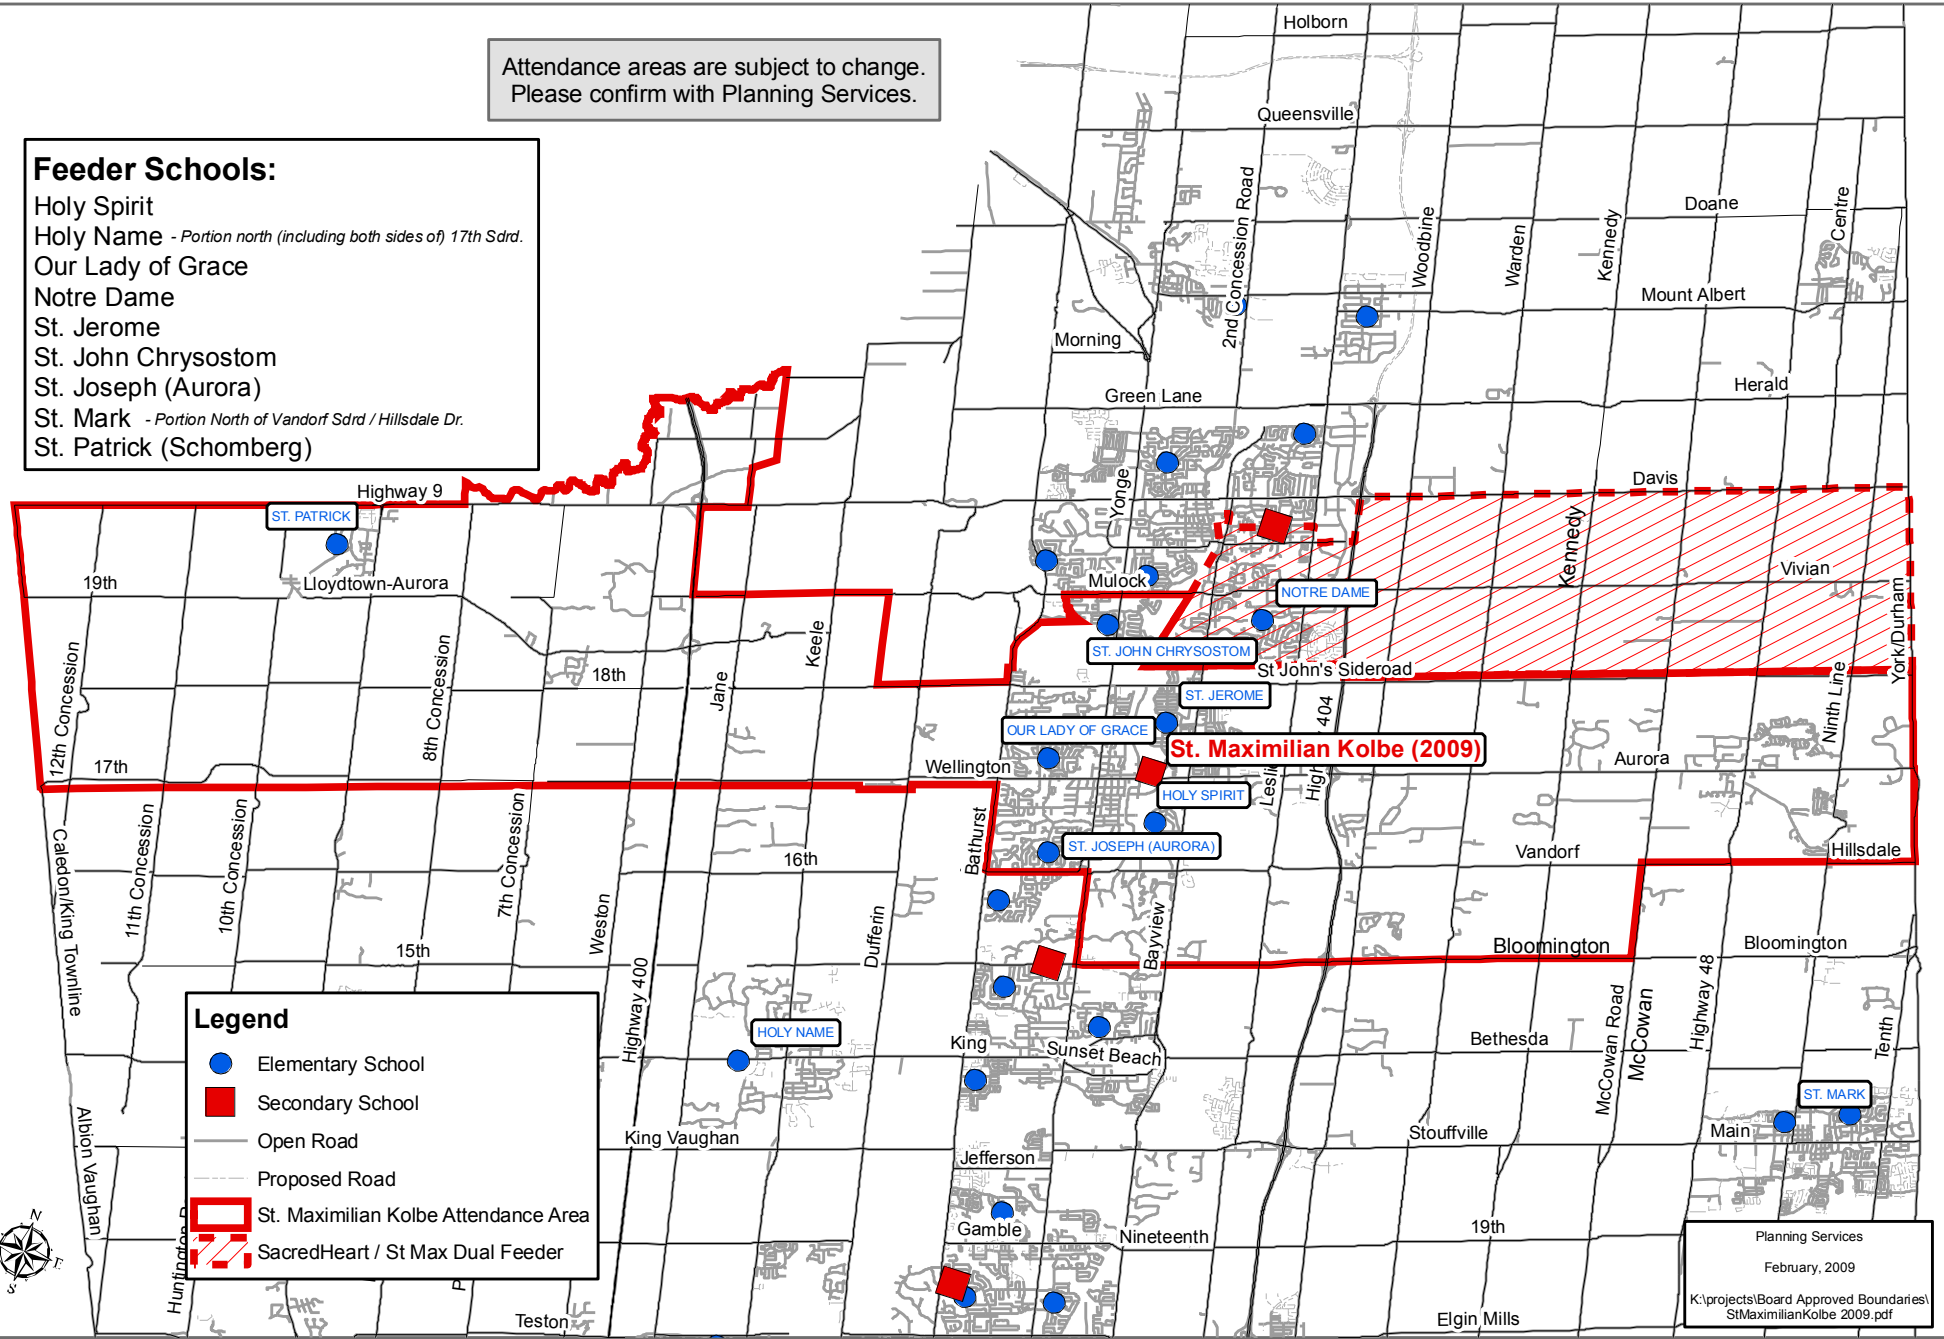 Holborn
Attendance areas are subject to change.
Please confirm with Planning Services.
Queensville
Feeder Schools:
Holy Spirit
Holy Name - Portion north (including both sides of) 17th Sdrd.
Our Lady of Grace
Notre Dame
St. Jerome
St. John Chrysostom
St. Joseph (Aurora)
St. Mark - Portion North of Vandorf Sdrd / Hillsdale Dr.
St. Patrick (Schomberg)
2nd Concession Road
Woodbine
Warden
Kennedy
Doane
Centre
Mount Albert
Morning
Green Lane
Herald
Highway 9
Yonge
Davis
ST. PATRICK
19th
Lloydtown-Aurora
Mulock
NOTRE DAME
Kennedy
Vivian
York/Durham
12th Concession
8th Concession
18th
Jane
Keele
ST. JOHN CHRYSOSTOM
St John's Sideroad
ST. JEROME
OUR LADY OF GRACE
St. Maximilian Kolbe (2009)
Ninth Line
17th
Wellington
Leslie
404
Aurora
HOLY SPIRIT
Caledon/King Townline
11th Concession
10th Concession
7th Concession
Weston
16th
Bathurst
ST. JOSEPH (AURORA)
Vandorf
Hillsdale
Dufferin
Bayview
15th
Bloomington
Bloomington
Highway 400
HOLY NAME
King
Sunset Beach
Bethesda
McCowan Road
McCowan
Highway 48
Tenth
ST. MARK
Legend
Elementary School
Secondary School
Open Road
Proposed Road
St. Maximilian Kolbe Attendance Area
SacredHeart / St Max Dual Feeder
Albion Vaughan
King Vaughan
Jefferson
Stouffville
Main
Gamble
Nineteenth
19th
N
E
S
Huntington
Teston
Elgin Mills
Planning Services
February, 2009
K:\projects\Board Approved Boundaries\
StMaximilianKolbe 2009.pdf